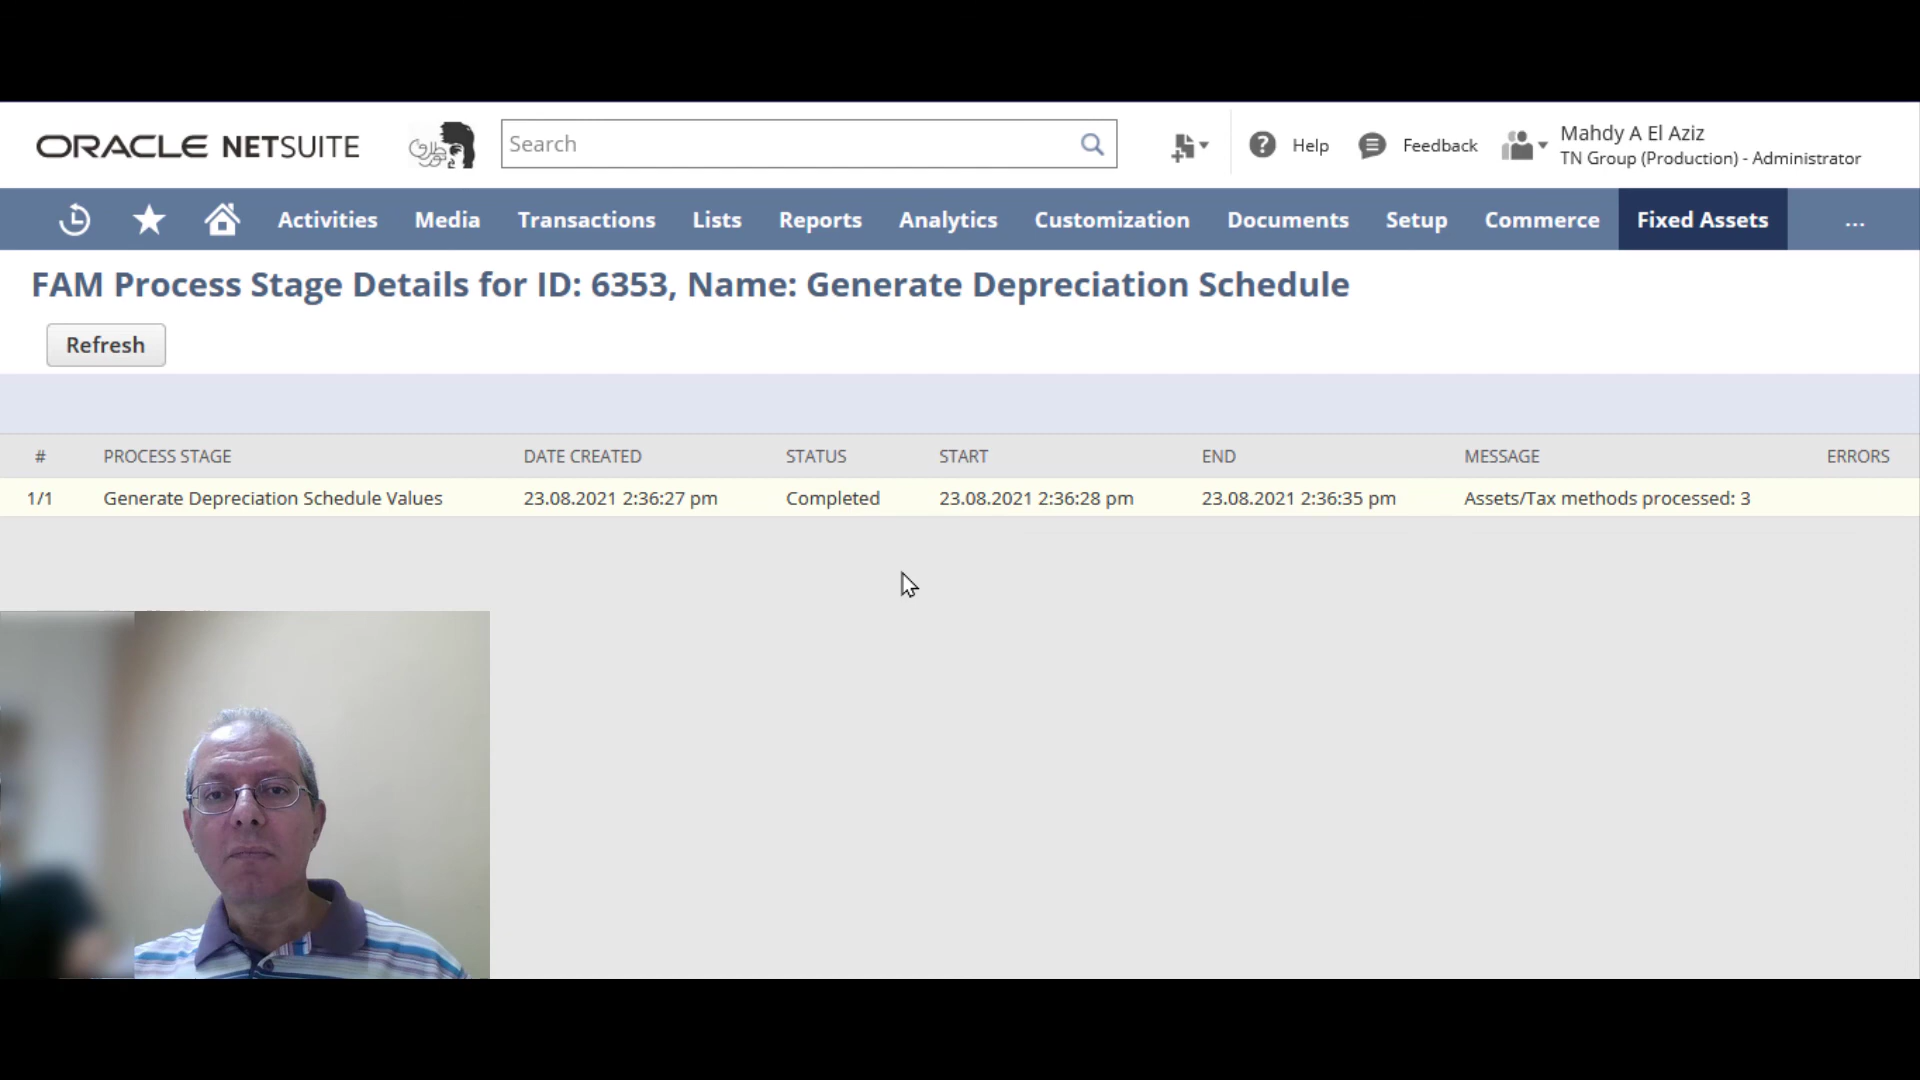 ORACLE NETSUITE
Search
Help
Feedback
Mahdy A El Aziz
TN Group (Production) - Administrator
Activities
Media
Transactions
Lists
Reports
Analytics
Customization
Documents
Setup
Commerce
Fixed Assets
...
FAM Process Stage Details for ID: 6353, Name: Generate Depreciation Schedule
Refresh
# PROCESS STAGE DATE CREATED STATUS START END MESSAGE ERRORS
1/1 Generate Depreciation Schedule Values 23.08.2021 2:36:27 pm Completed 23.08.2021 2:36:28 pm 23.08.2021 2:36:35 pm Assets/Tax methods processed: 3